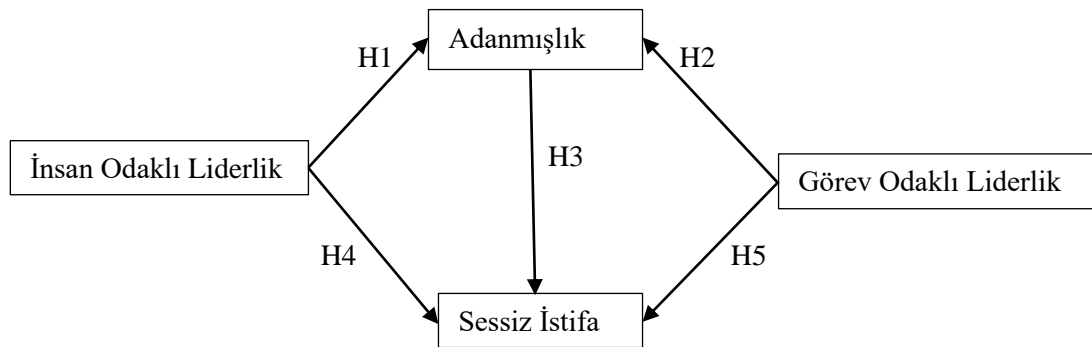 Adanmışlık
H1
H2
H3
İnsan Odaklı Liderlik
Görev Odaklı Liderlik
H4
H5
Sessiz İstifa